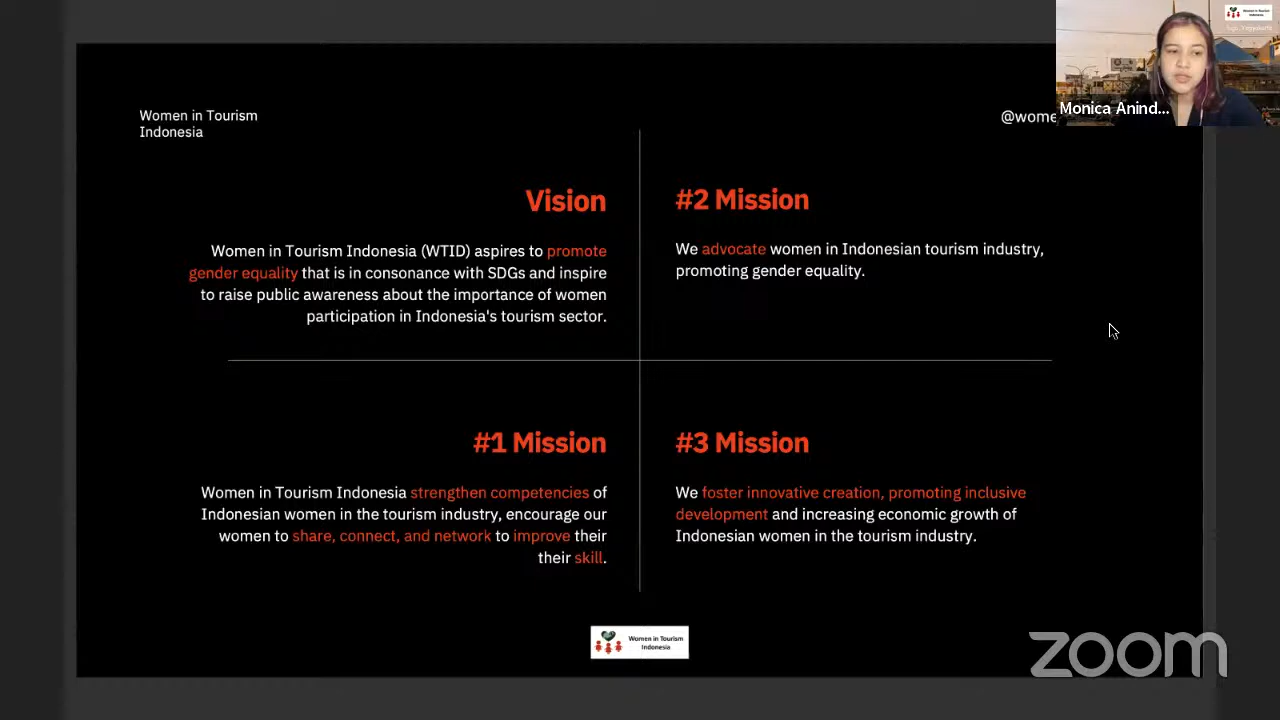 Women in Tourism
Indonesia
@wome
Monica Anind...
Women in Tourism
Indonesia
Vision
Women in Tourism Indonesia (WTID) aspires to promote
gender equality that is in consonance with SDGs and inspire
to raise public awareness about the importance of women
participation in Indonesia's tourism sector.
#2 Mission
We advocate women in Indonesian tourism industry,
promoting gender equality.
#1 Mission
Women in Tourism Indonesia strengthen competencies of
Indonesian women in the tourism industry, encourage our
women to share, connect, and network to improve their
their skill.
#3 Mission
We foster innovative creation, promoting inclusive
development and increasing economic growth of
Indonesian women in the tourism industry.
Women in Tourism
Indonesia
zoom